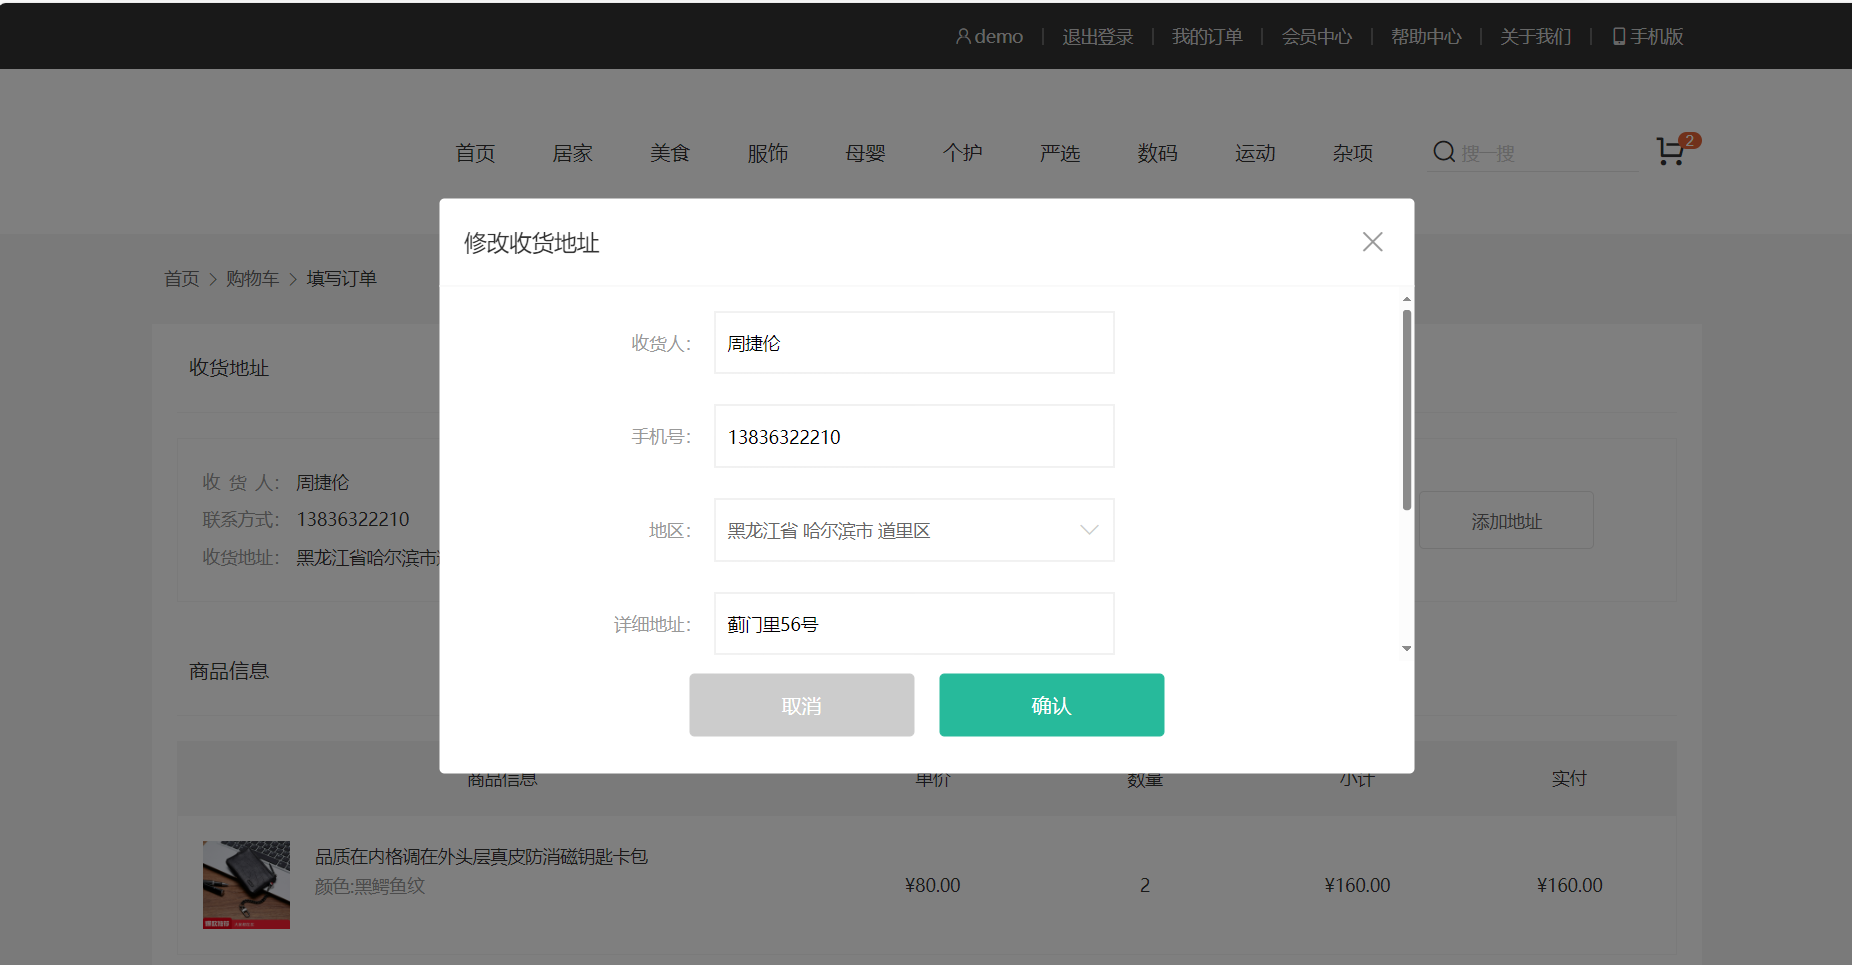 demo 退出登录 我的订单 会员中心 帮助中心 关于我们 手机版
首页 居家 美食 服饰 母婴 个护 严选 数码 运动 杂项 搜一搜 2
修改收货地址
首页 > 购物车 > 填写订单
收货人： 周捷伦
收货地址
手机号： 13836322210
收 货 人： 周捷伦
联系方式： 13836322210
地区： 黑龙江省 哈尔滨市 道里区
添加地址
收货地址： 黑龙江省哈尔滨市
详细地址： 蓟门里56号
商品信息
取消 确认
商品信息 单价 数量 小计 实付
品质在内格调在外头层真皮防消磁钥匙卡包
颜色:黑鳄鱼纹
¥80.00 2 ¥160.00 ¥160.00